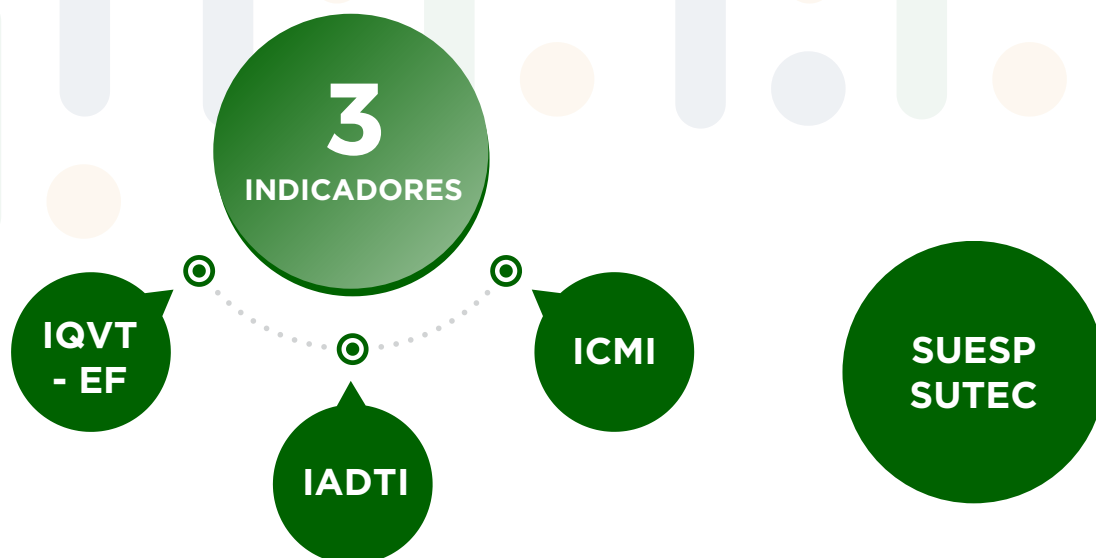 3
INDICADORES
IQVT
- EF
IADTI
ICMI
SUESP
SUTEC